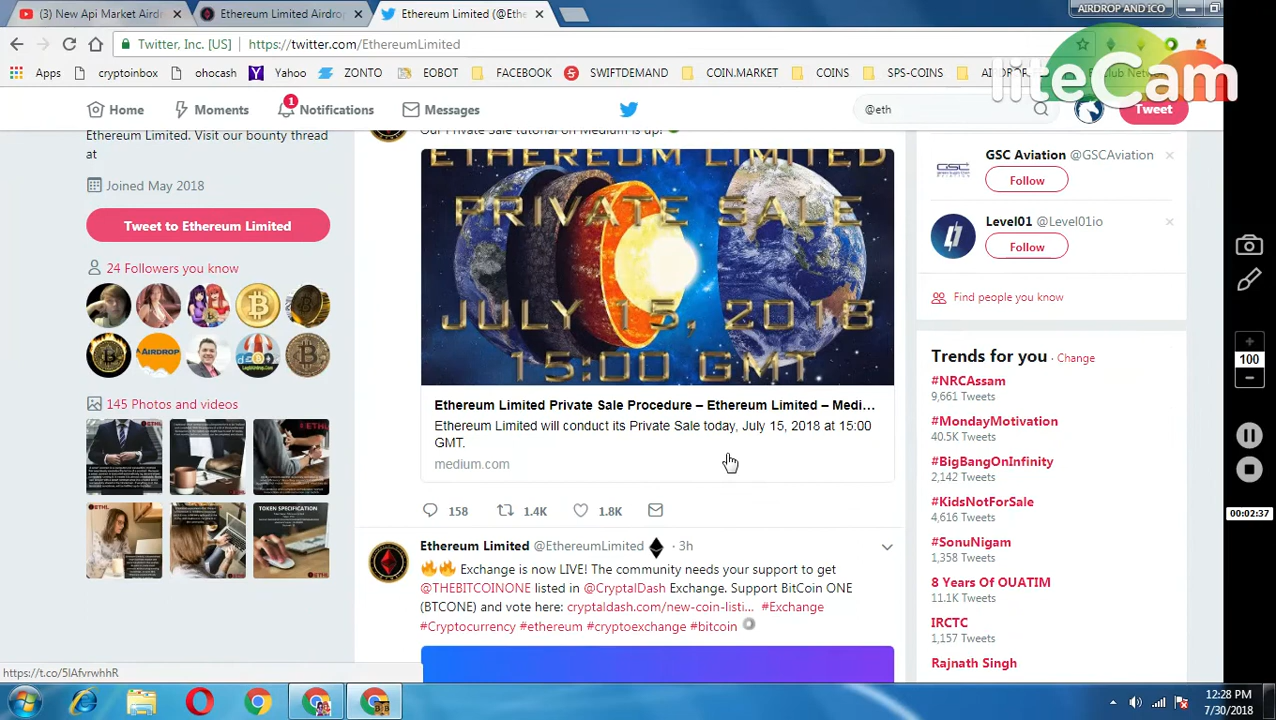 (3) New Api Market Airdr
Ethereum Limited Airdrop
Ethereum Limited (@Ethe
AIRDROP AND ICO
Twitter, Inc. [US]
https://twitter.com/EthereumLimited
Apps
cryptoinbox
ohocash
Yahoo
ZONTO
EOBOT
FACEBOOK
SWIFTDEMAND
COIN.MARKET
COINS
SPS-COINS
liteCam
Home
Moments
1
Notifications
Messages
@eth
Tweet
Ethereum Limited. Visit our bounty thread
at
Joined May 2018
Tweet to Ethereum Limited
24 Followers you know
AIRDROP
145 Photos and videos
TOKEN SPECIFICATION
Our Private Sale tutorial on Medium is up!
ETHEREUM LIMITED
PRIVATE SALE
JULY 15, 2018
15:00 GMT
Ethereum Limited Private Sale Procedure – Ethereum Limited – Medi...
Ethereum Limited will conduct its Private Sale today, July 15, 2018 at 15:00
GMT.
medium.com
158
1.4K
1.8K
Ethereum Limited @EthereumLimited
· 3h
Exchange is now LIVE! The community needs your support to get
@THEBITCOINONE listed in @CryptalDash Exchange. Support BitCoin ONE
(BTCONE) and vote here: cryptaldash.com/new-coin-listi... #Exchange
#Cryptocurrency #ethereum #cryptoexchange #bitcoin
GSC
GSC Aviation @GSCAviation
Follow
Level01 @Level01io
Follow
Find people you know
Trends for you · Change
#NRCAssam
9,661 Tweets
#MondayMotivation
40.5K Tweets
#BigBangOnInfinity
2,142 Tweets
#KidsNotForSale
4,616 Tweets
#SonuNigam
1,358 Tweets
8 Years Of OUATIM
11.1K Tweets
IRCTC
1,157 Tweets
Rajnath Singh
100
00:02:37
https://t.co/5lAfvrwhhR
12:28 PM
7/30/2018